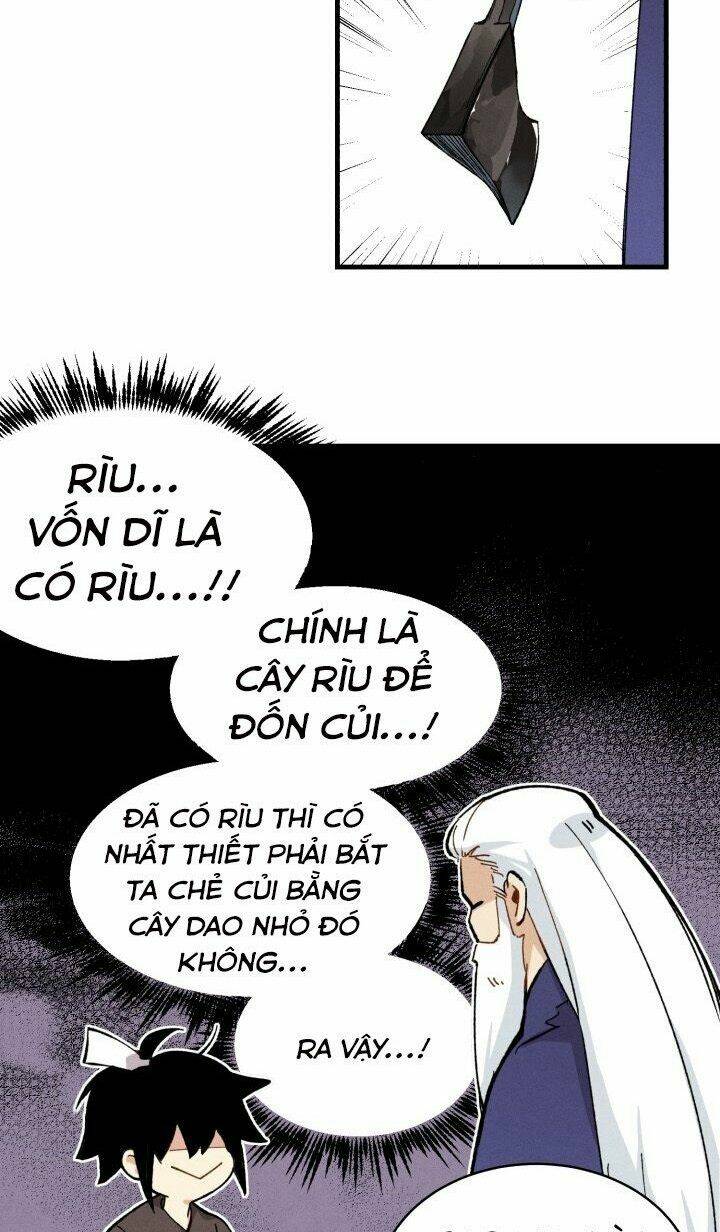 RÌU...
VỐN DĨ LÀ
CÓ RÌU...!!
CHÍNH LÀ
CÂY RÌU ĐỂ
ĐỐN CỦI...!
ĐÃ CÓ RÌU THÌ CÓ
NHẤT THIẾT PHẢI BẮT
TA CHẺ CỦI BẰNG
CÂY DAO NHỎ ĐÓ
KHÔNG...
RA VẬY...!